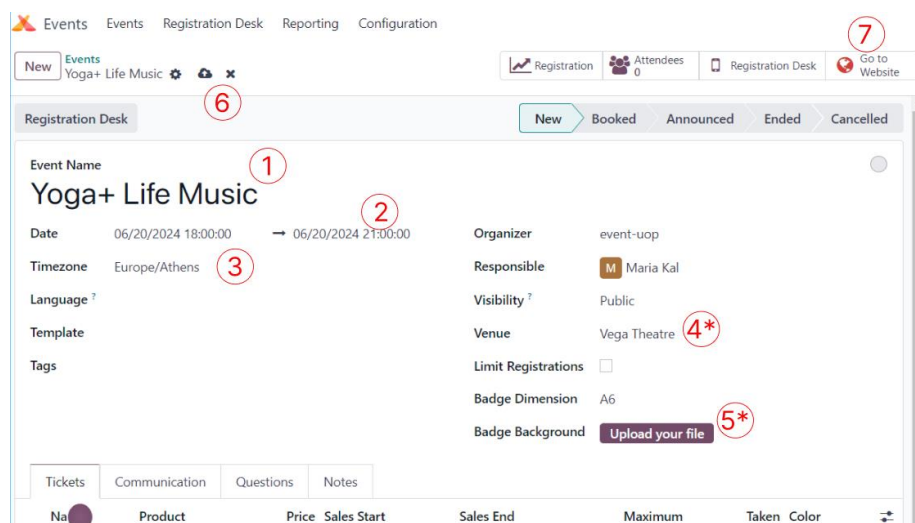 Events Events Registration Desk Reporting Configuration
7
New Events
Yoga+ Life Music
Registration
Attendees
0
Registration Desk
Go to
Website
6
Registration Desk
New Booked Announced Ended Cancelled
Event Name
1
Yoga+ Life Music
2
Date 06/20/2024 18:00:00 → 06/20/2024 21:00:00
Organizer event-uop
Timezone Europe/Athens 3
Responsible M Maria Kal
Language ?
Visibility ? Public
Template
Venue Vega Theatre 4*
Tags
Limit Registrations
Badge Dimension A6
Badge Background Upload your file 5*
Tickets Communication Questions Notes
Product Price Sales Start Sales End Maximum Taken Color